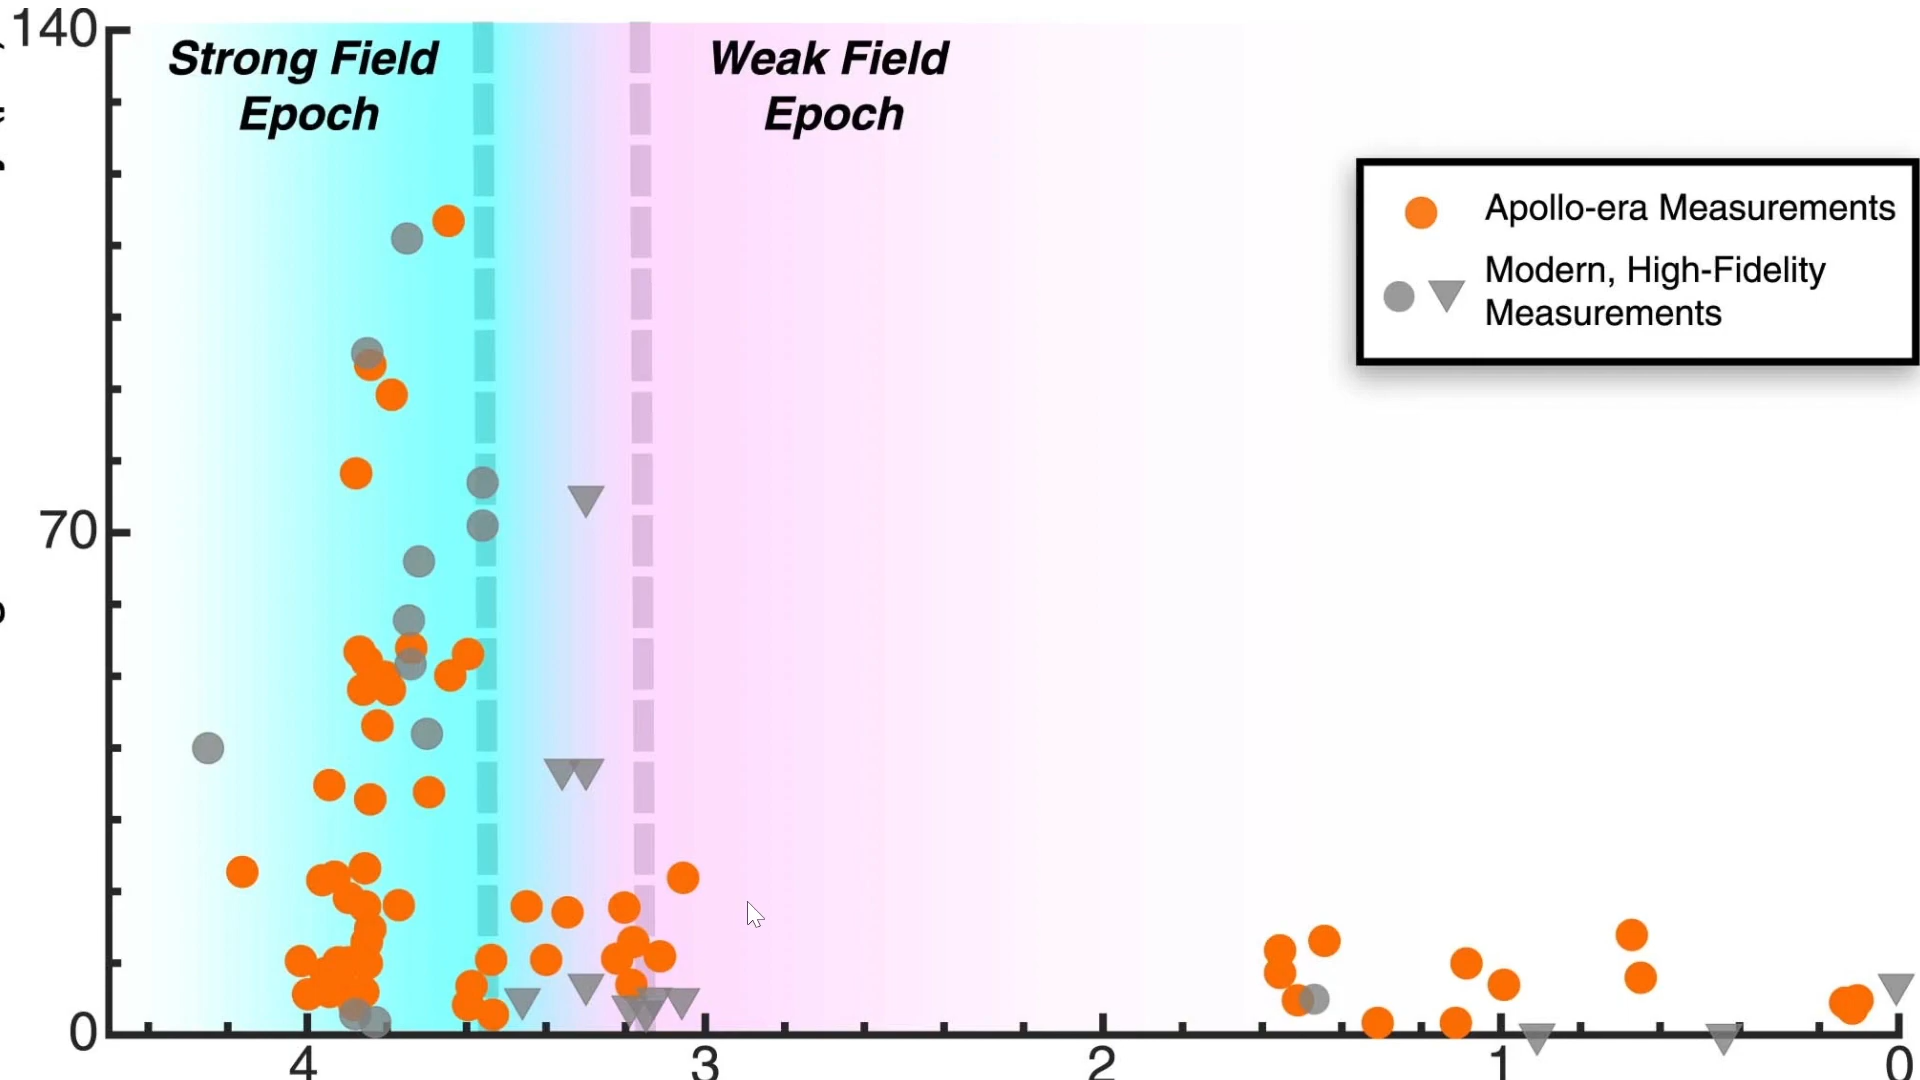 140
Strong Field
Epoch
Weak Field
Epoch
Apollo-era Measurements
Modern, High-Fidelity
Measurements
70
0
4
3
2
1
0